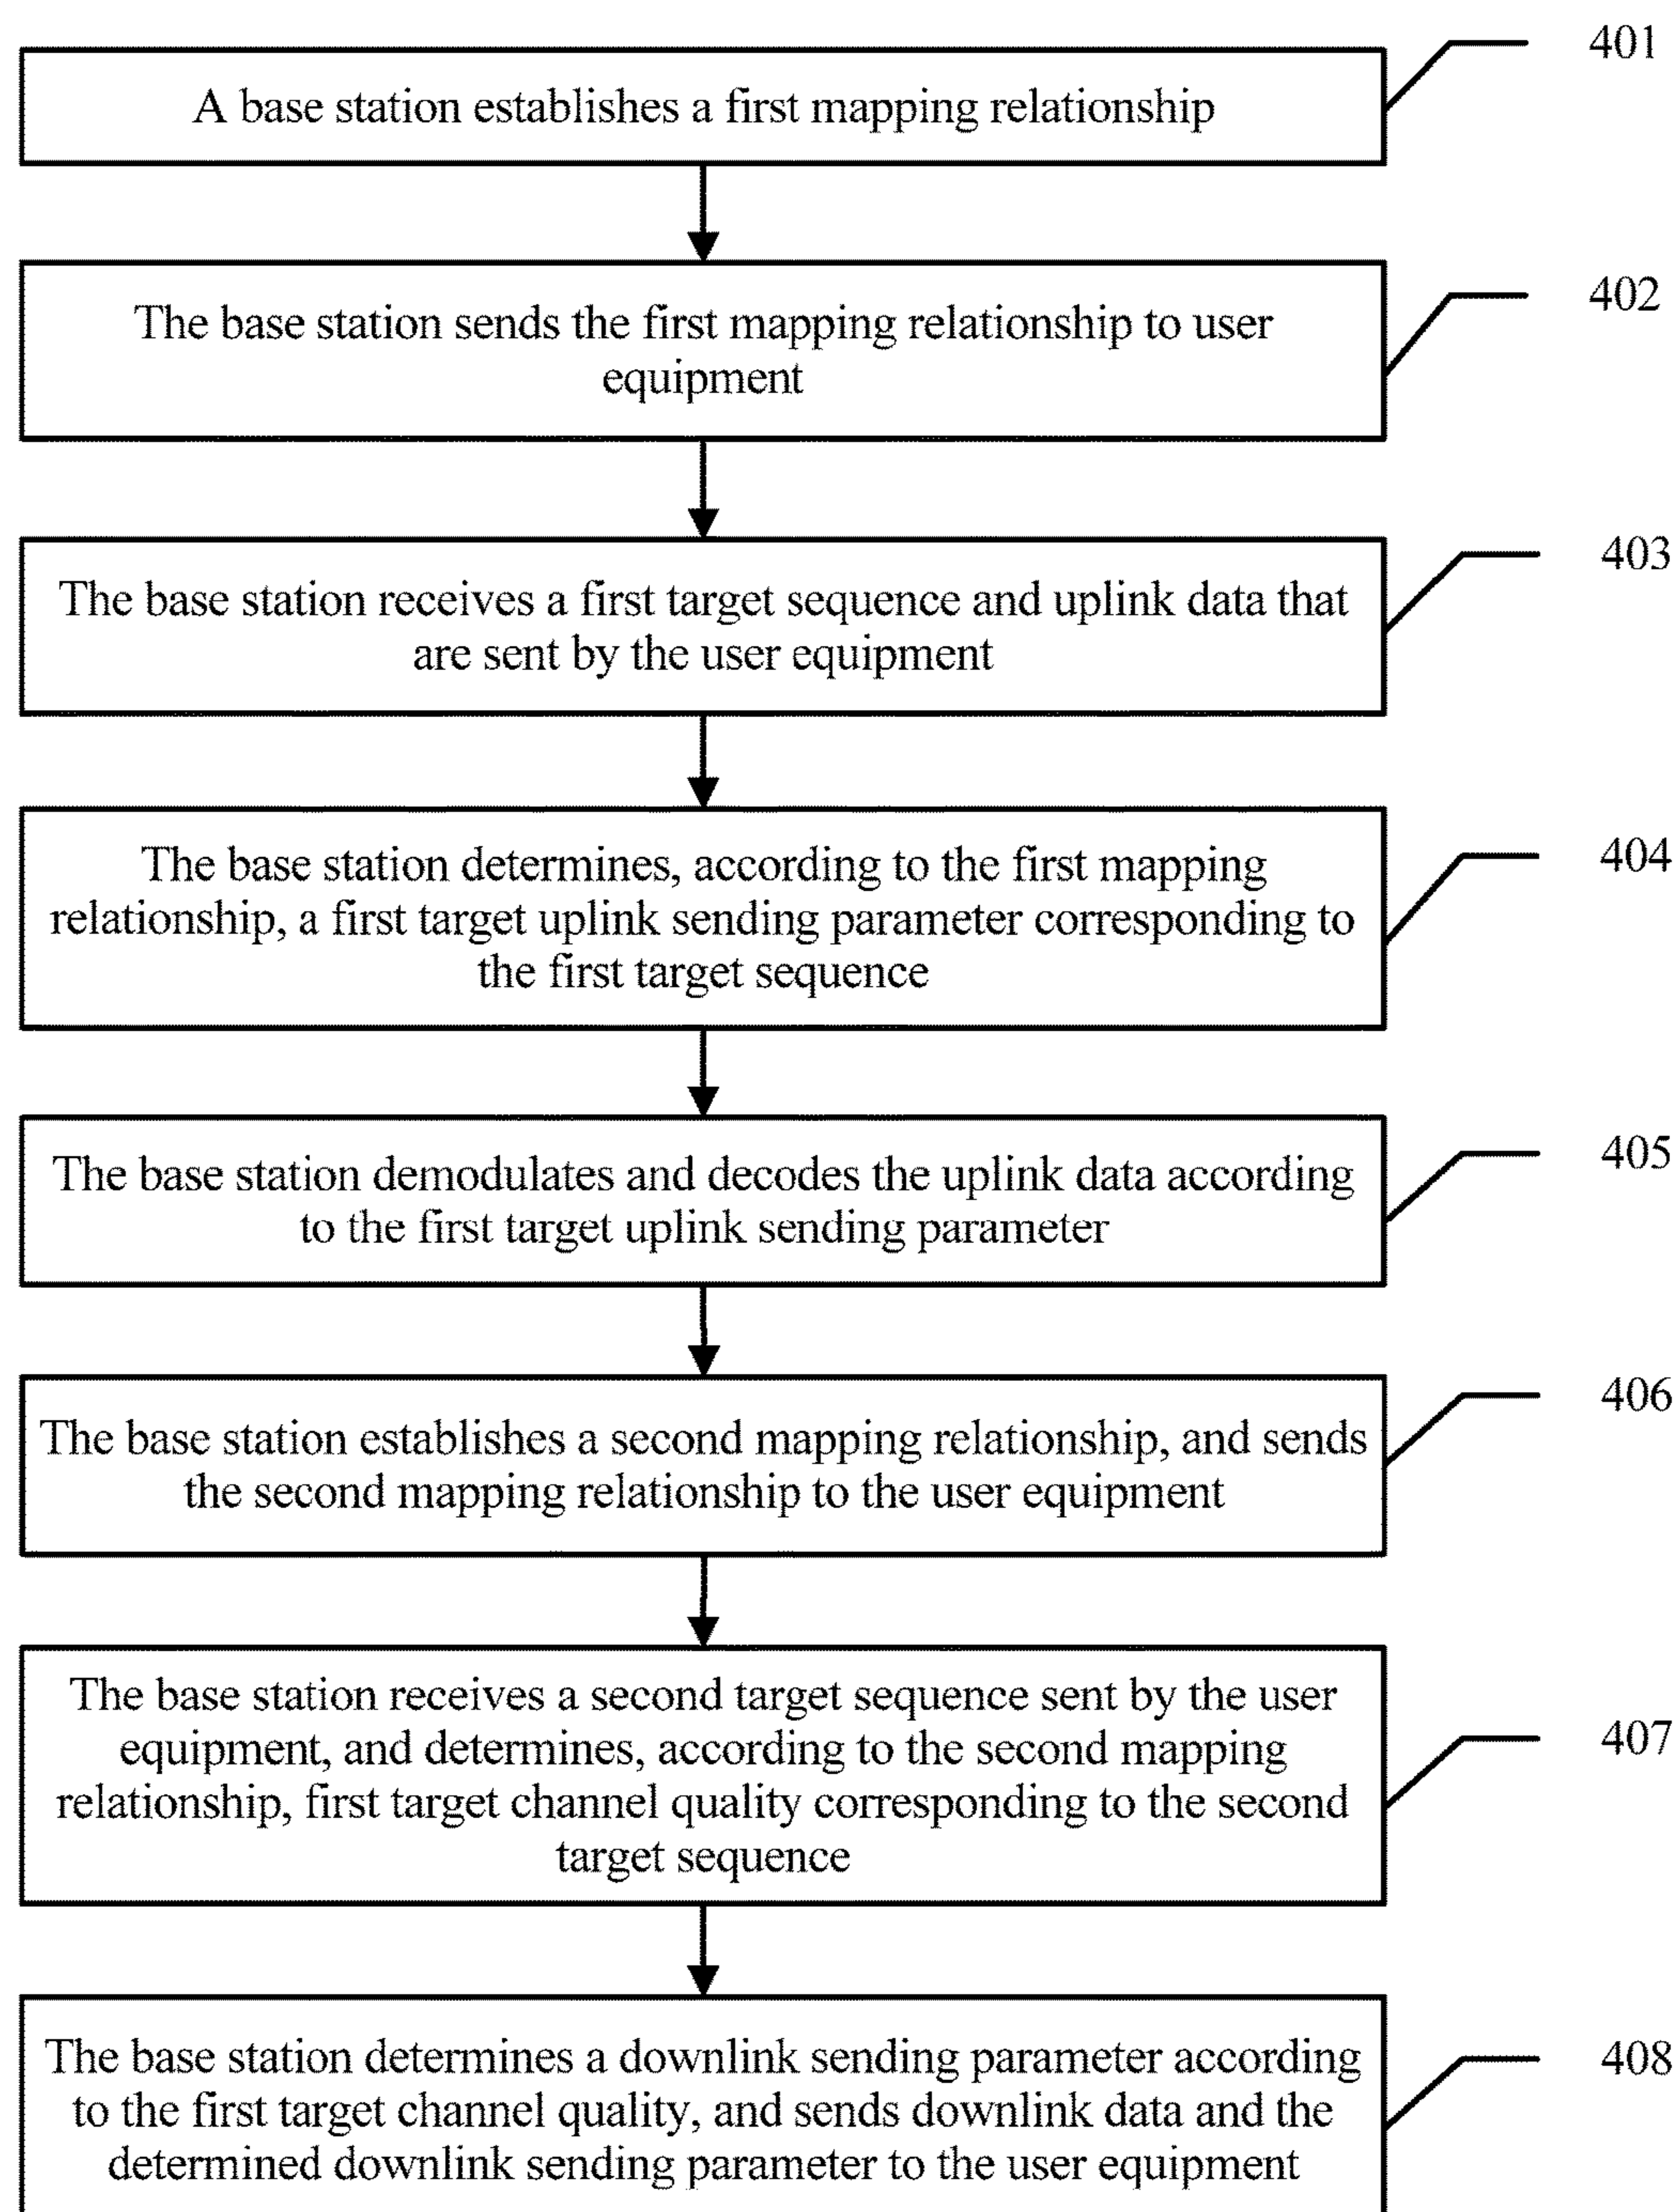 401
A base station establishes a first mapping relationship
402
The base station sends the first mapping relationship to user
equipment
403
The base station receives a first target sequence and uplink data that
are sent by the user equipment
404
The base station determines, according to the first mapping
relationship, a first target uplink sending parameter corresponding to
the first target sequence
405
The base station demodulates and decodes the uplink data according
to the first target uplink sending parameter
406
The base station establishes a second mapping relationship, and sends
the second mapping relationship to the user equipment
407
The base station receives a second target sequence sent by the user
equipment, and determines, according to the second mapping
relationship, first target channel quality corresponding to the second
target sequence
408
The base station determines a downlink sending parameter according
to the first target channel quality, and sends downlink data and the
determined downlink sending parameter to the user equipment